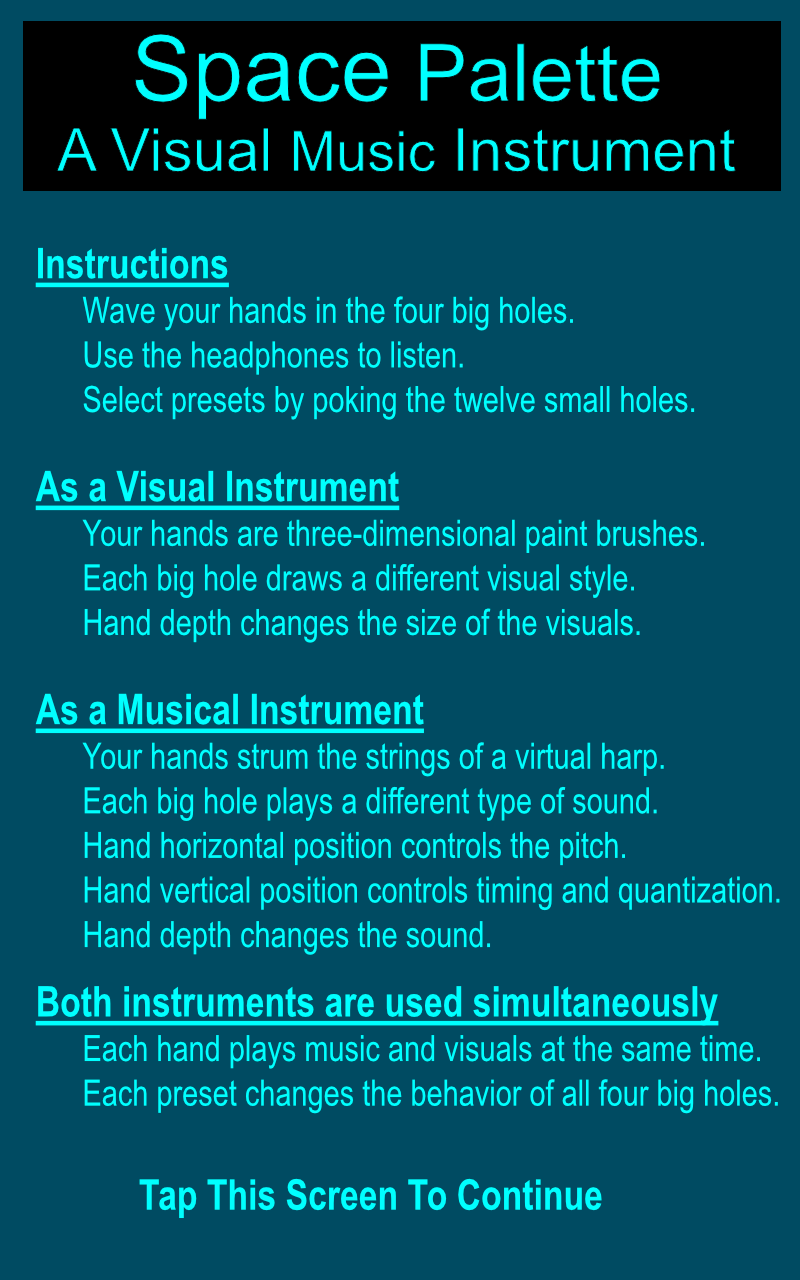 Space Palette
A Visual Music Instrument
Instructions
Wave your hands in the four big holes.
Use the headphones to listen.
Select presets by poking the twelve small holes.
As a Visual Instrument
Your hands are three-dimensional paint brushes.
Each big hole draws a different visual style.
Hand depth changes the size of the visuals.
As a Musical Instrument
Your hands strum the strings of a virtual harp.
Each big hole plays a different type of sound.
Hand horizontal position controls the pitch.
Hand vertical position controls timing and quantization.
Hand depth changes the sound.
Both instruments are used simultaneously
Each hand plays music and visuals at the same time.
Each preset changes the behavior of all four big holes.
Tap This Screen To Continue